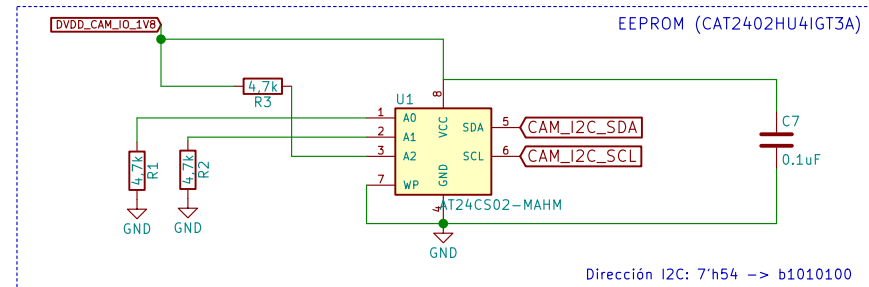 DVDD_CAM_IO_1V8
EEPROM (CAT2402HU4IGT3A)
4,7k
R3
U1
8
VCC
1
A0
2
A1
3
A2
7
WP
SDA
5
CAM_I2C_SDA
SCL
6
CAM_I2C_SCL
GND
4
AT24CS02-MAHM
C7
0.1uF
4,7k
R1
4,7k
R2
GND
GND
GND
Dirección I2C: 7'h54 -> b1010100